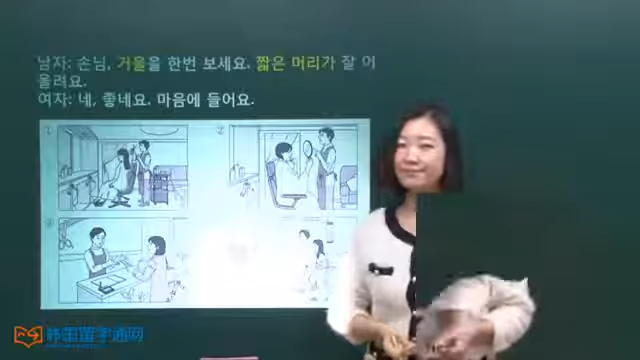 남자: 손님, 거울을 한번 보세요. 짧은 머리가 잘 어
울려요.
여자: 네, 좋네요. 마음에 들어요.
①
②
③
韩国留学通网